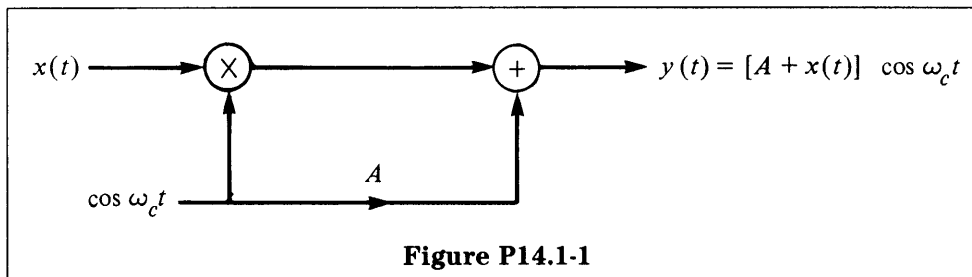 x(t)
×
+
y(t) = [A + x(t)] cos ω_c t
A
cos ω_c t
Figure P14.1-1